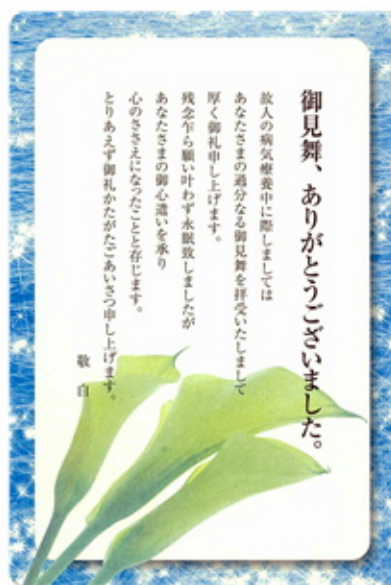 御見舞、ありがとうございました。
故人の病気療養中に際しましては
あなたさまの過分なる御見舞を拝受いたしまして
厚く御礼申し上げます。
残念乍ら願い叶わず永眠致しましたが
あなたさまの御心遣いを承り
心のささえになったことと存じます。
とりあえず御礼かたがたごあいさつ申し上げます。
敬白